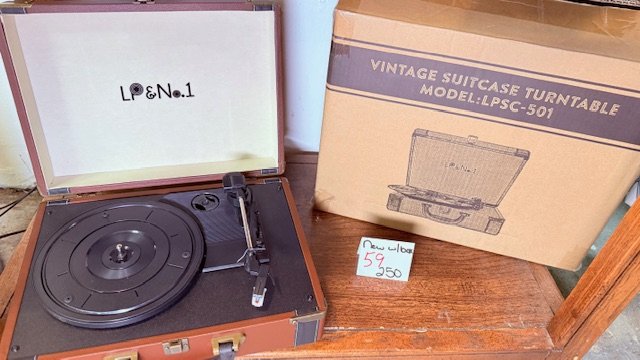 LP&No.1
VINTAGE SUITCASE TURNTABLE
MODEL:LPSC-501
LP&No.1
New w/box
59
250